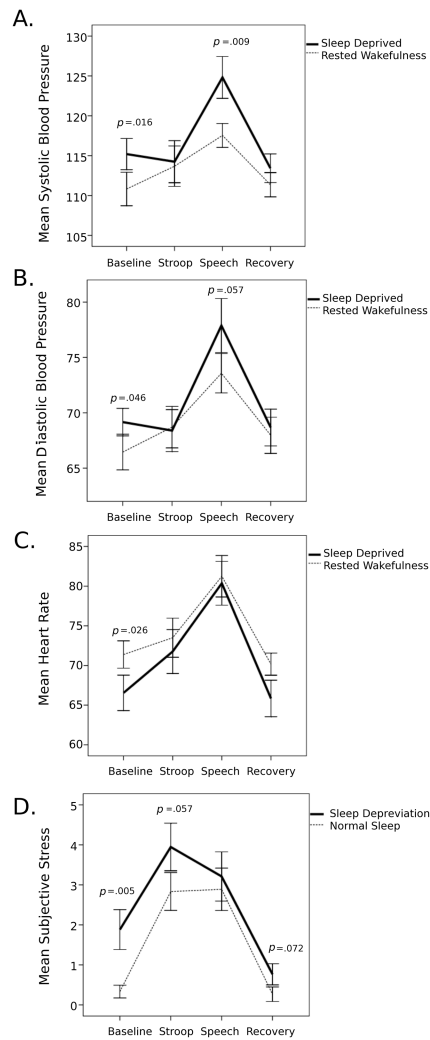 A.
Mean Systolic Blood Pressure
130
125
120
115
110
105
p=.016
p=.009
Sleep Deprived
Rested Wakefulness
Baseline Stroop Speech Recovery
B.
Mean D1astolic Blood Pressure
80
75
70
65
p=.046
p=.057
Sleep Deprived
Rested Wakefulness
Baseline Stroop Speech Recovery
C.
Mean Heart Rate
85
80
75
70
65
60
p=.026
Sleep Deprived
Rested Wakefulness
Baseline Stroop Speech Recovery
D.
Mean Subjective Stress
5
4
3
2
1
0
p=.005
p=.057
p=.072
Sleep Depreviation
Normal Sleep
Baseline Stroop Speech Recovery